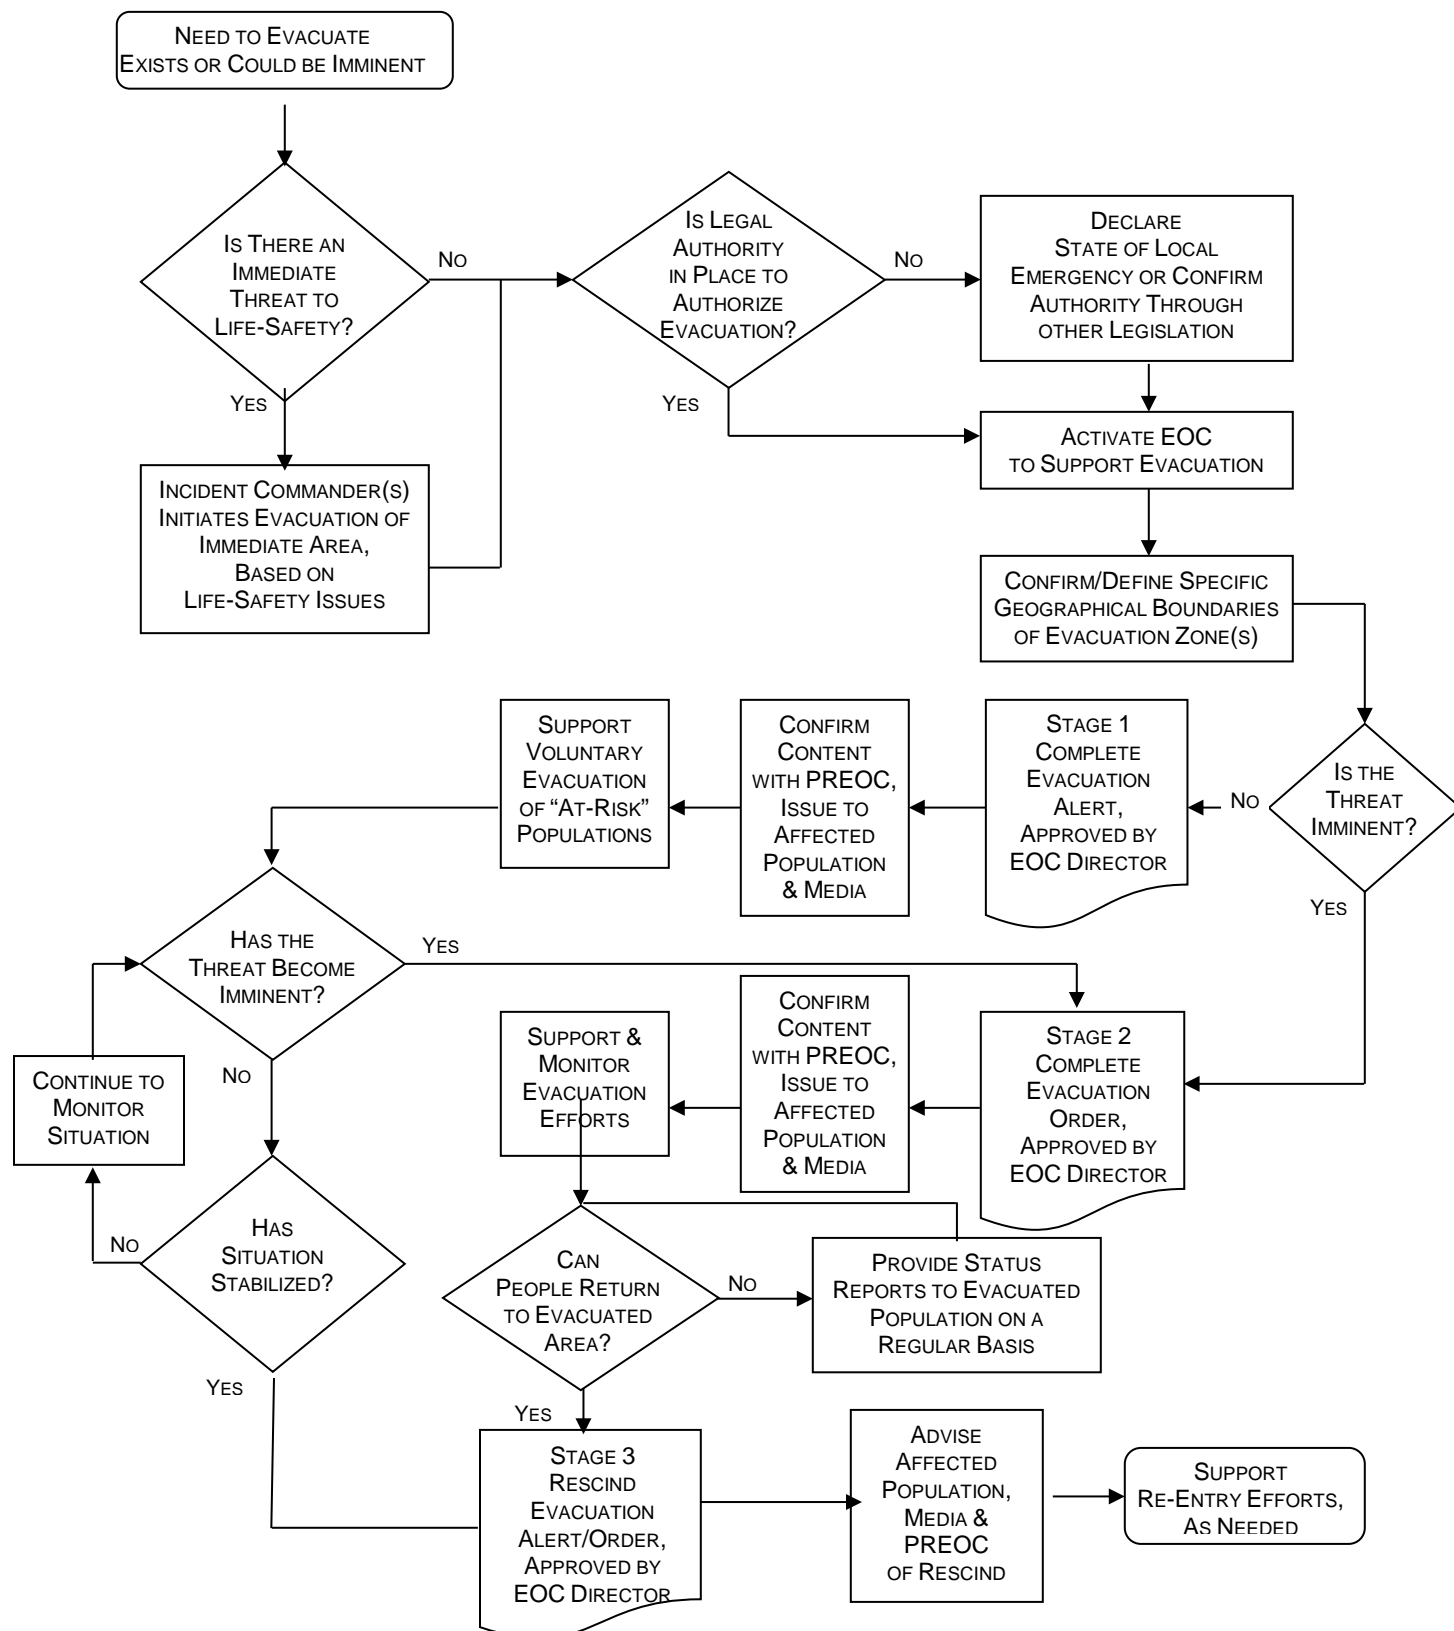 Need to Evacuate
Exists or Could be Imminent
Is There an
Immediate
Threat to
Life-Safety?
No
Yes
Incident Commander(s)
Initiates Evacuation of
Immediate Area,
Based on
Life-Safety Issues
Is Legal
Authority
in Place to
Authorize
Evacuation?
No
Yes
Declare
State of Local
Emergency or Confirm
Authority Through
other Legislation
Activate EOC
to Support Evacuation
Confirm/Define Specific
Geographical Boundaries
of Evacuation Zone(s)
Is the
Threat
Imminent?
No
Yes
Stage 1
Complete
Evacuation
Alert,
Approved by
EOC Director
Confirm
Content
with PREOC,
Issue to
Affected
Population
& Media
Support
Voluntary
Evacuation
of “At-Risk”
Populations
Has the
Threat Become
Imminent?
Yes
No
Continue to
Monitor
Situation
Has
Situation
Stabilized?
No
Yes
Stage 2
Complete
Evacuation
Order,
Approved by
EOC Director
Confirm
Content
with PREOC,
Issue to
Affected
Population
& Media
Support &
Monitor
Evacuation
Efforts
Can
People Return
to Evacuated
Area?
No
Yes
Provide Status
Reports to Evacuated
Population on a
Regular Basis
Stage 3
Rescind
Evacuation
Alert/Order,
Approved by
EOC Director
Advise
Affected
Population,
Media &
PREOC
of Rescind
Support
Re-Entry Efforts,
As Needed